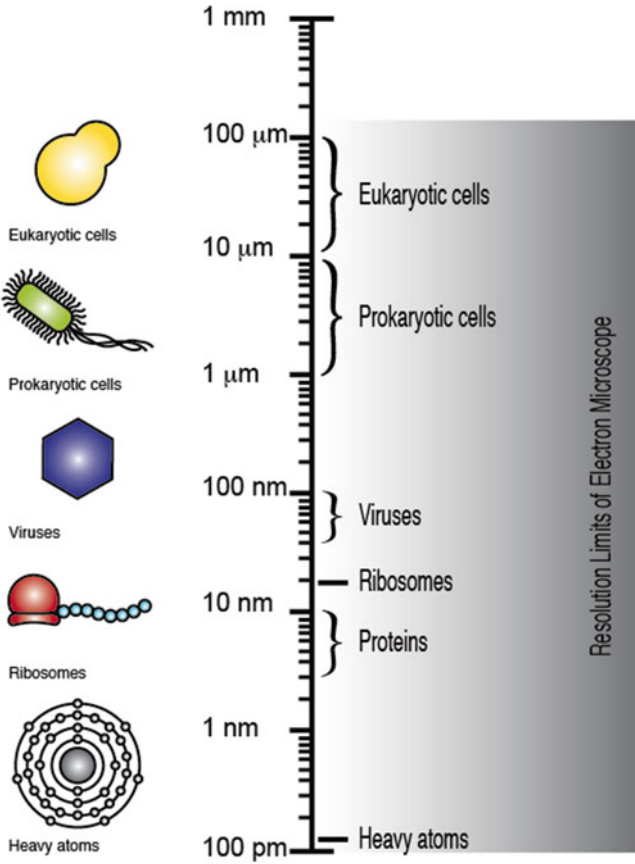 1 mm
100 μm
Eukaryotic cells
Eukaryotic cells
10 μm
Prokaryotic cells
Prokaryotic cells
1 μm
100 nm
Viruses
Viruses
Ribosomes
10 nm
Proteins
Ribosomes
1 nm
Heavy atoms
Heavy atoms
100 pm
Resolution Limits of Electron Microscope